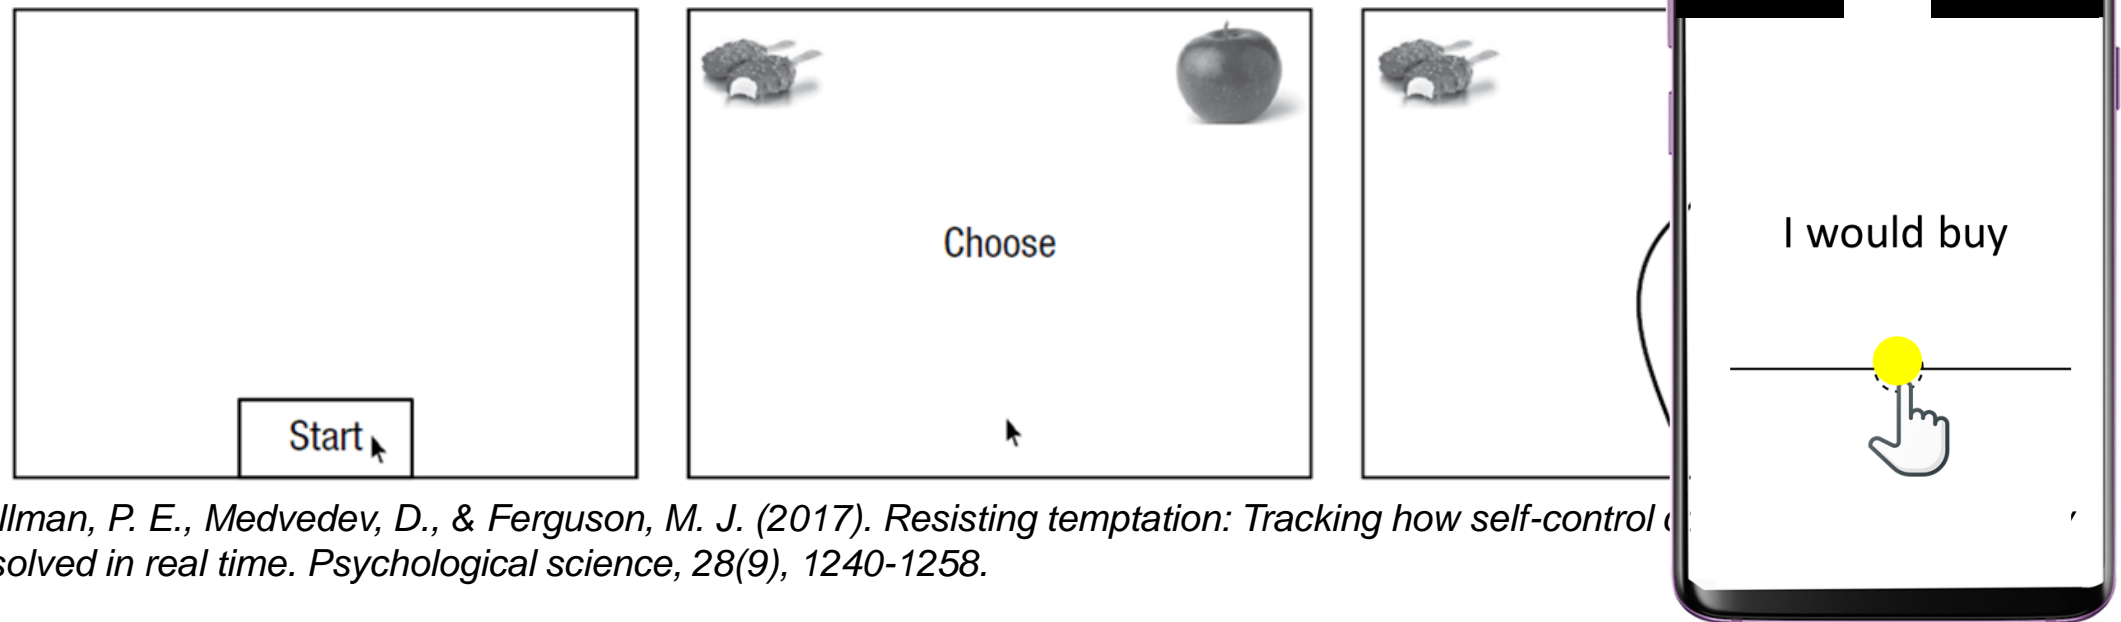 Choose
I would buy
Start
llman, P. E., Medvedev, D., & Ferguson, M. J. (2017). Resisting temptation: Tracking how self-control
solved in real time. Psychological science, 28(9), 1240-1258.